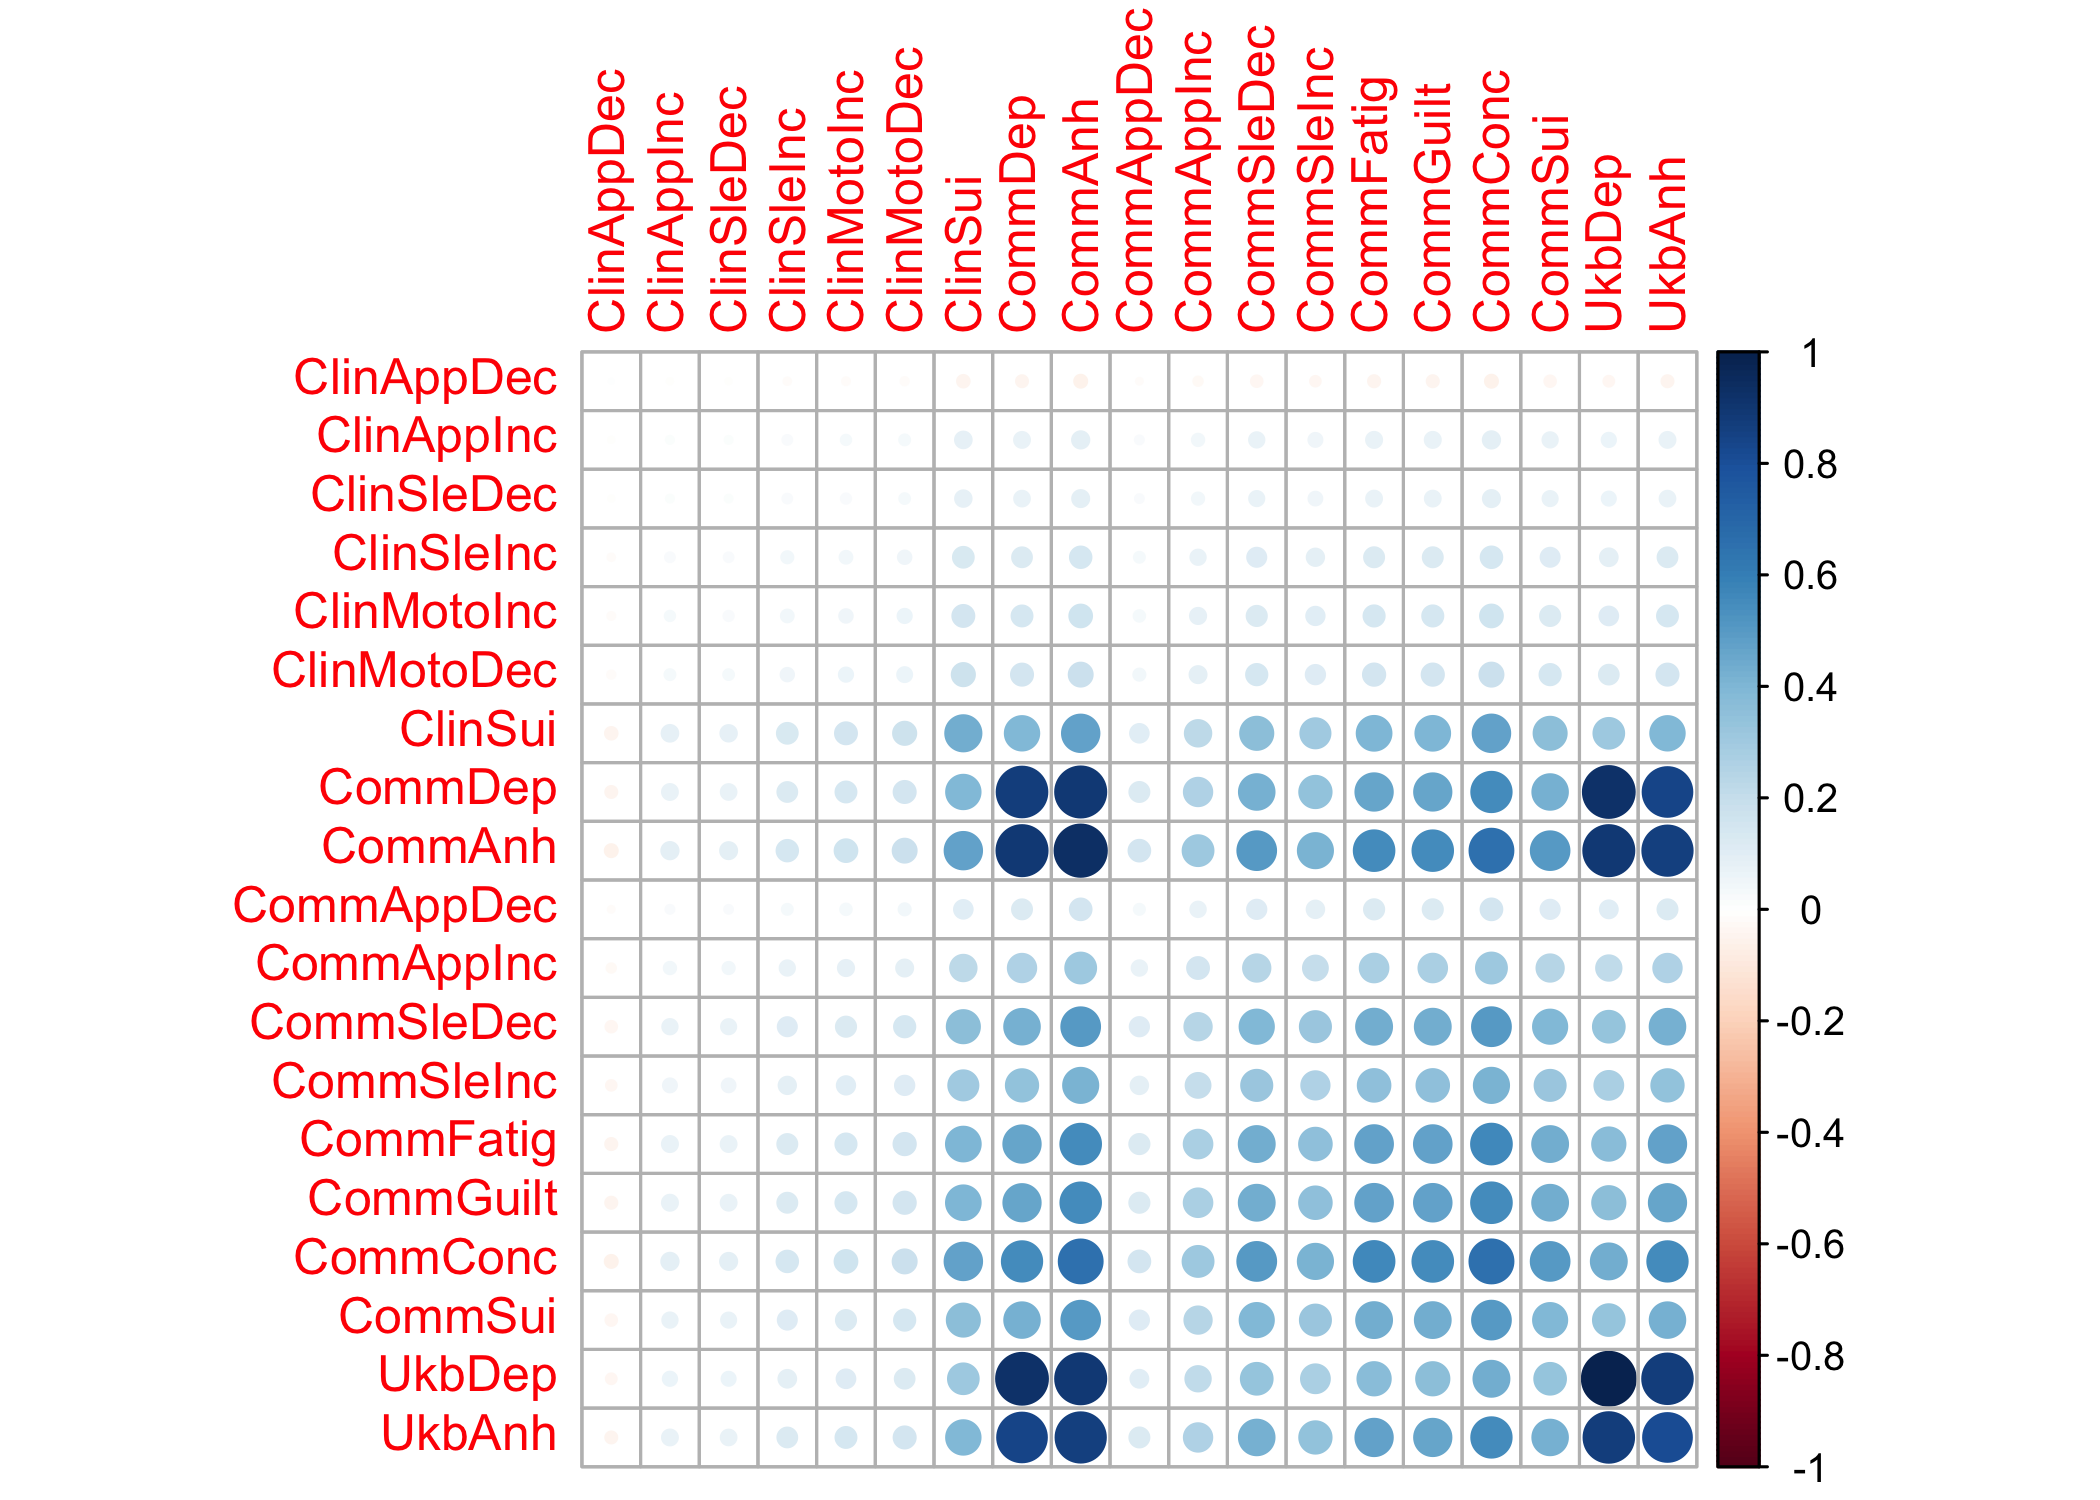 ClinAppDec
ClinAppInc
ClinSleDec
ClinSleInc
ClinMotoInc
ClinMotoDec
ClinSui
CommDep
CommAnh
CommAppDec
CommAppInc
CommSleDec
CommSleInc
CommFatig
CommGuilt
CommConc
CommSui
UkbDep
UkbAnh
ClinAppDec
ClinAppInc
ClinSleDec
ClinSleInc
ClinMotoInc
ClinMotoDec
ClinSui
CommDep
CommAnh
CommAppDec
CommAppInc
CommSleDec
CommSleInc
CommFatig
CommGuilt
CommConc
CommSui
UkbDep
UkbAnh
1
0.8
0.6
0.4
0.2
0
-0.2
-0.4
-0.6
-0.8
-1